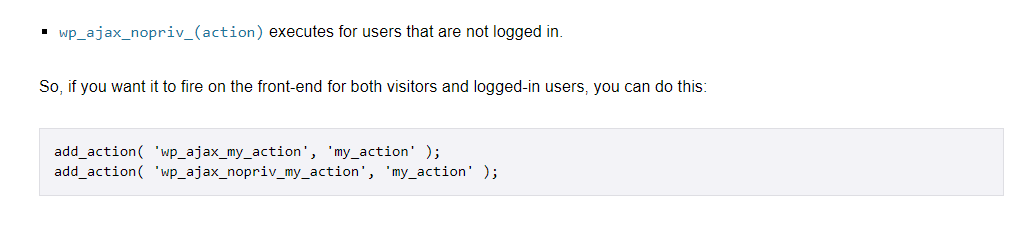 ▪ wp_ajax_nopriv_(action) executes for users that are not logged in.
So, if you want it to fire on the front-end for both visitors and logged-in users, you can do this:
add_action( 'wp_ajax_my_action', 'my_action' );
add_action( 'wp_ajax_nopriv_my_action', 'my_action' );